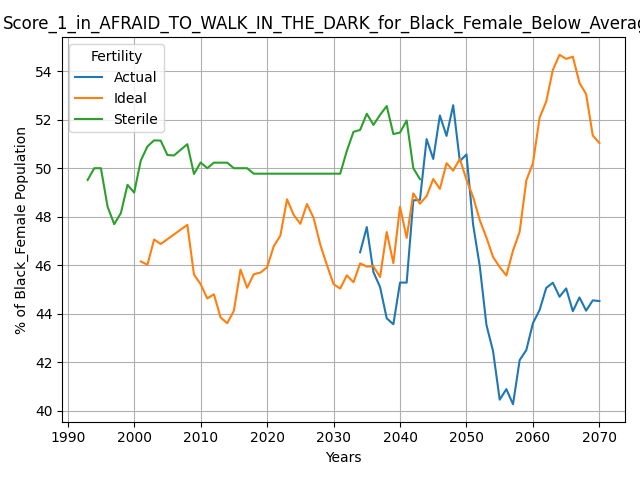 Score_1_in_AFRAID_TO_WALK_IN_THE_DARK_for_Black_Female_Below_Averag
Fertility
Actual
Ideal
Sterile
% of Black_Female Population
54
52
50
48
46
44
42
40
1990 2000 2010 2020 2030 2040 2050 2060 2070
Years